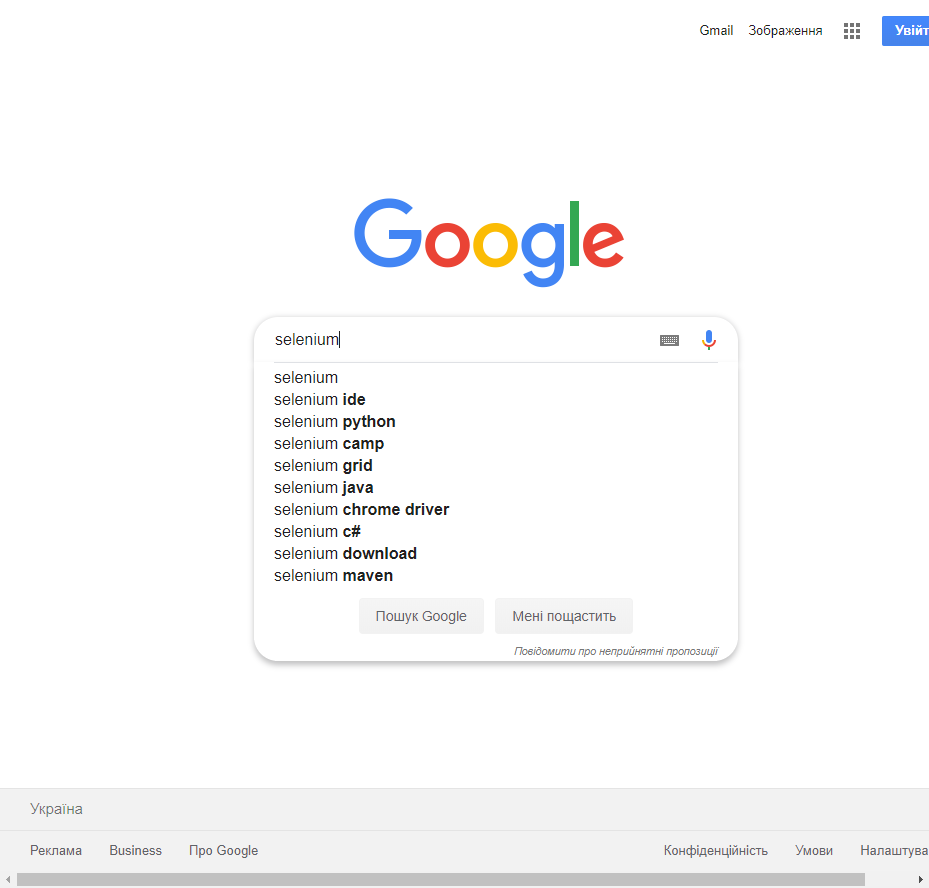 Gmail Зображення Увійт
Google
selenium
selenium
selenium ide
selenium python
selenium camp
selenium grid
selenium java
selenium chrome driver
selenium c#
selenium download
selenium maven
Пошук Google Мені пощастить
Повідомити про неприйнятні пропозиції
Україна
Реклама Business Про Google Конфіденційність Умови Налаштува